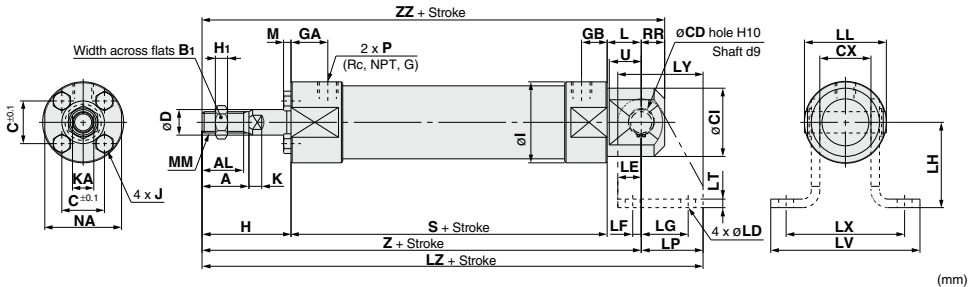 ZZ + Stroke
M
GA
GB
L
RR
øCD hole H10
Shaft d9
LL
CX
Width across flats B1
H1
2 x P
(Rc, NPT, G)
U
LY
C±0.1
øD
øI
øCI
LH
MM
AL
A
K
KA
C±0.1
4 x J
NA
LE
LT
H
S + Stroke
LF
LG
4 x øLD
LX
Z + Stroke
LP
LV
LZ + Stroke
(mm)